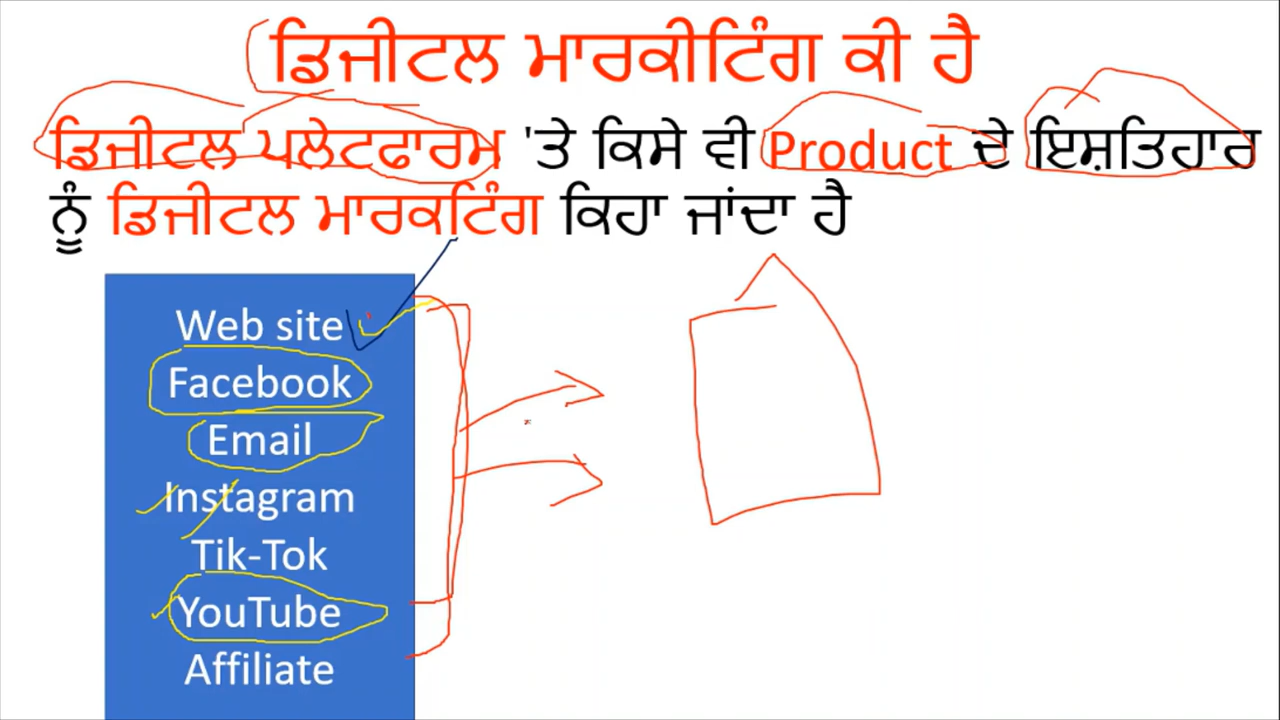 ਡਿਜੀਟਲ ਮਾਰਕੀਟਿੰਗ ਕੀ ਹੈ
ਡਿਜੀਟਲ ਪਲੇਟਫਾਰਮ 'ਤੇ ਕਿਸੇ ਵੀ Product ਦੇ ਇਸ਼ਤਿਹਾਰ
ਨੂੰ ਡਿਜੀਟਲ ਮਾਰਕਟਿੰਗ ਕਿਹਾ ਜਾਂਦਾ ਹੈ
Web site
Facebook
Email
Instagram
Tik-Tok
YouTube
Affiliate